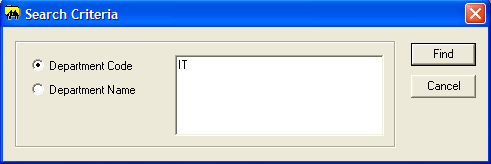 Search Criteria
Department Code
IT
Find
Department Name
Cancel